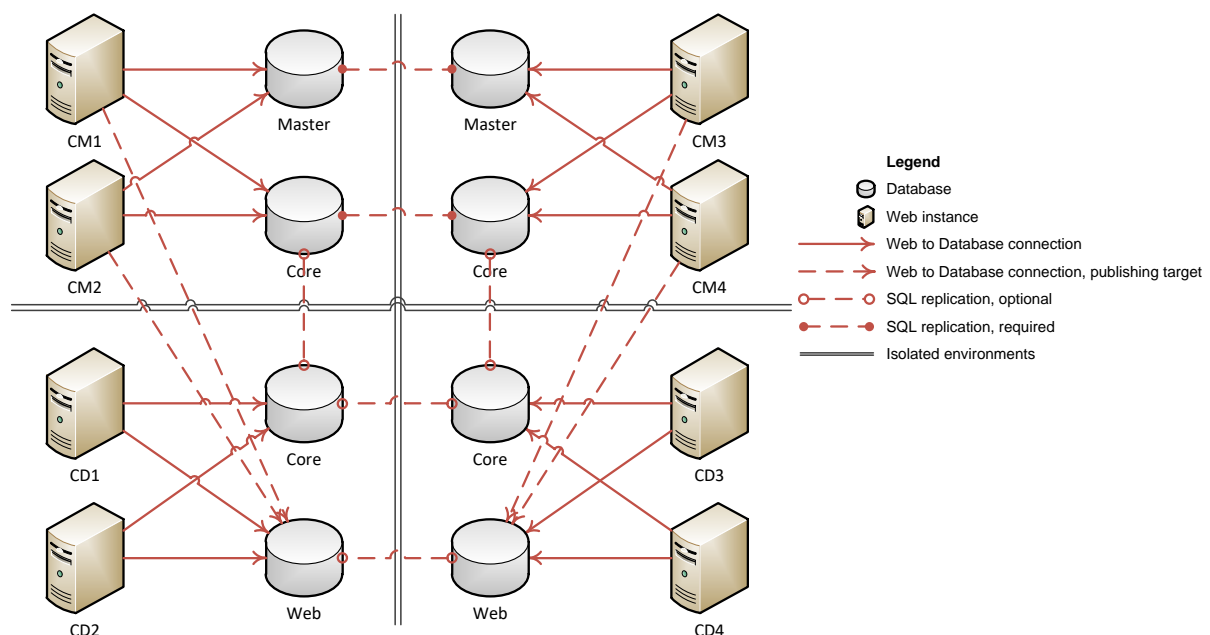 Master
Master
CM1
CM3
Core
Core
CM2
CM4
Legend
Database
Web instance
Web to Database connection
Web to Database connection, publishing target
SQL replication, optional
SQL replication, required
Isolated environments
Core
Core
CD1
CD3
Web
Web
CD2
CD4